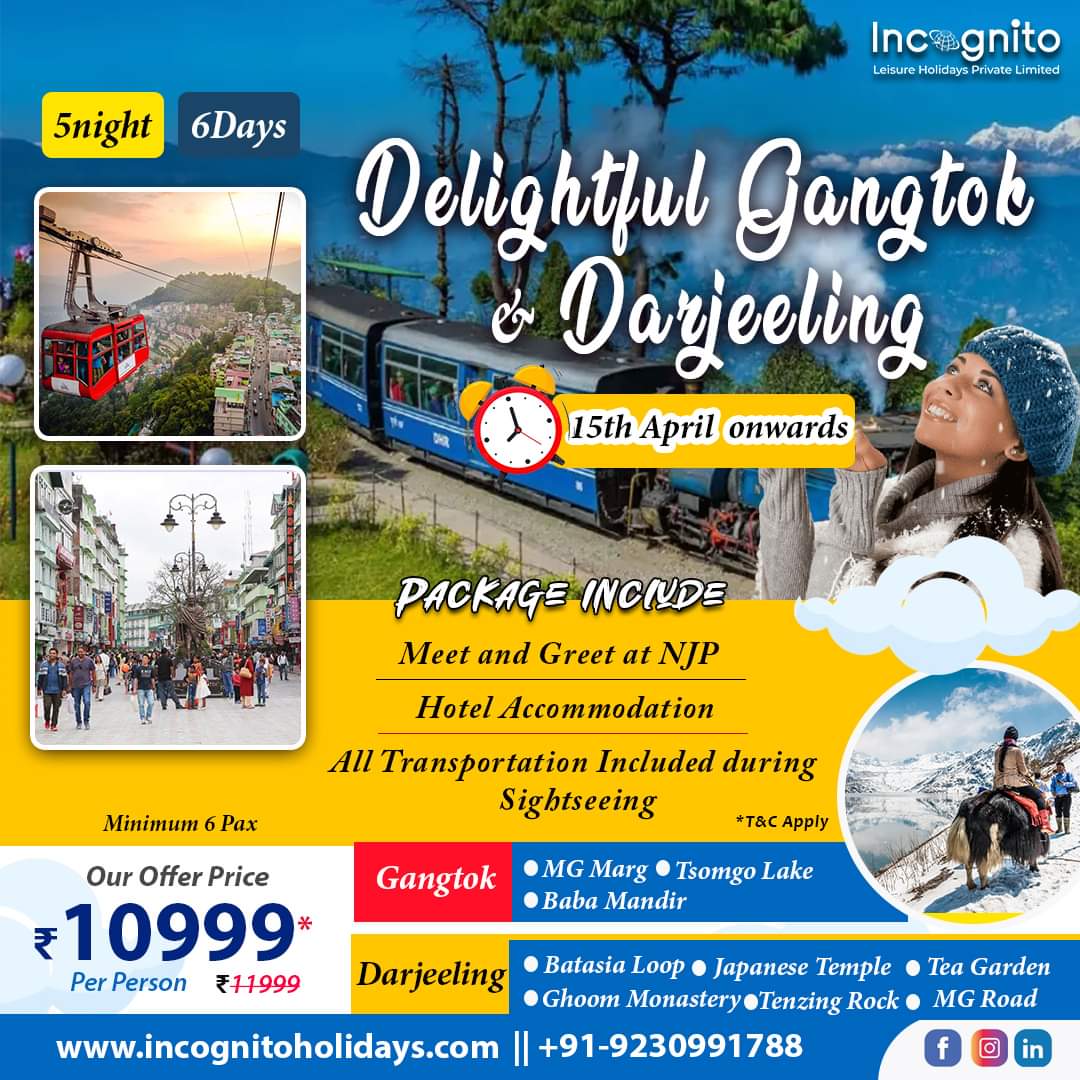 Incognito
Leisure Holidays Private Limited
5night
6Days
Delightful Gangtok
& Darjeeling
15th April onwards
DHR
PACKAGE INCLUDE
Meet and Greet at NJP
Hotel Accommodation
All Transportation Included during
Sightseeing
*T&C Apply
Minimum 6 Pax
Our Offer Price
₹10999*
Per Person ₹11999
Gangtok
● MG Marg ● Tsomgo Lake
● Baba Mandir
Darjeeling
● Batasia Loop ● Japanese Temple ● Tea Garden
● Ghoom Monastery ● Tenzing Rock ● MG Road
www.incognitoholidays.com || +91-9230991788